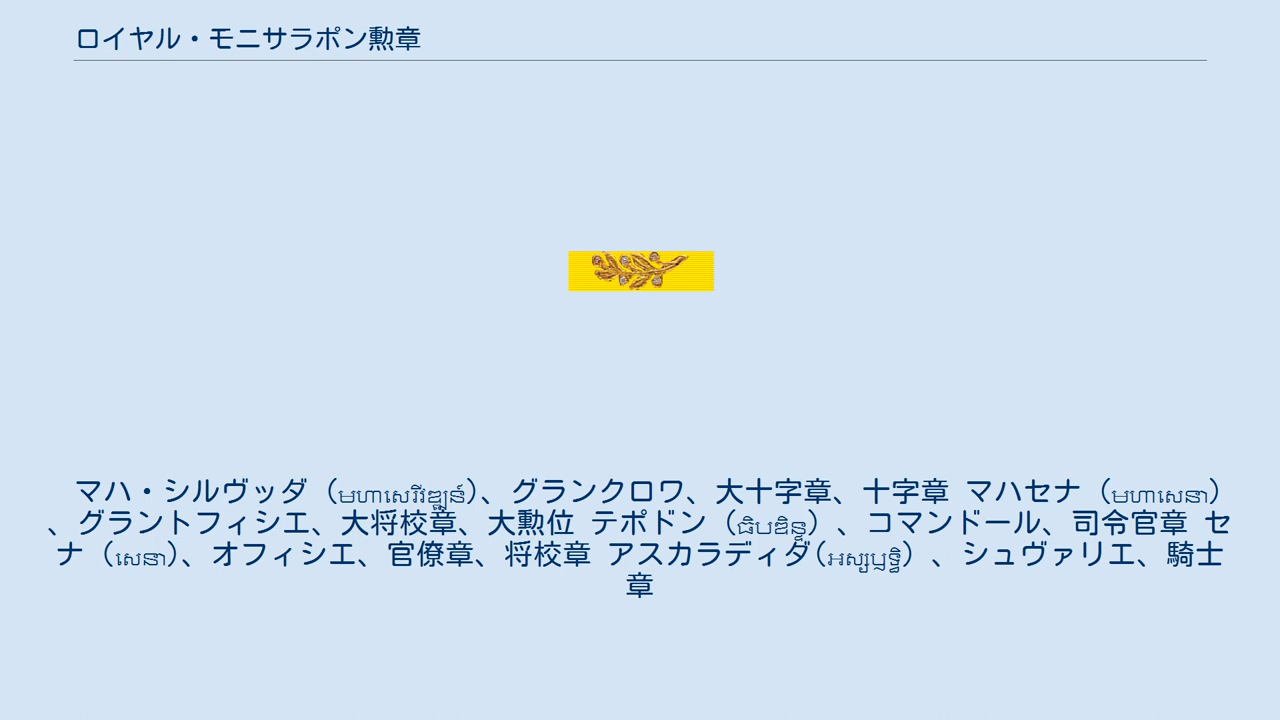 ロイヤル・モニサラポン勲章
マハ・シルヴッダ（មហាសេរីវឌ្ឍន៍）、グランクロワ、大十字章、十字章 マハセナ（មហាសេនា）
、グラントフィシエ、大将校章、大勲位 テポドン（ធិបឌិន្ទ）、コマンドール、司令官章 セ
ナ（សេនា）、オフィシエ、官僚章、将校章 アスカラディダ（អស្សឫទ្ធិ）、シュヴァリエ、騎士
章